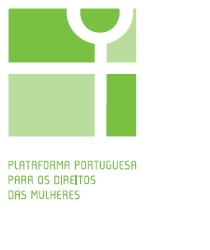 PLATAFORMA PORTUGUESA
PARA OS DIREITOS
DAS MULHERES